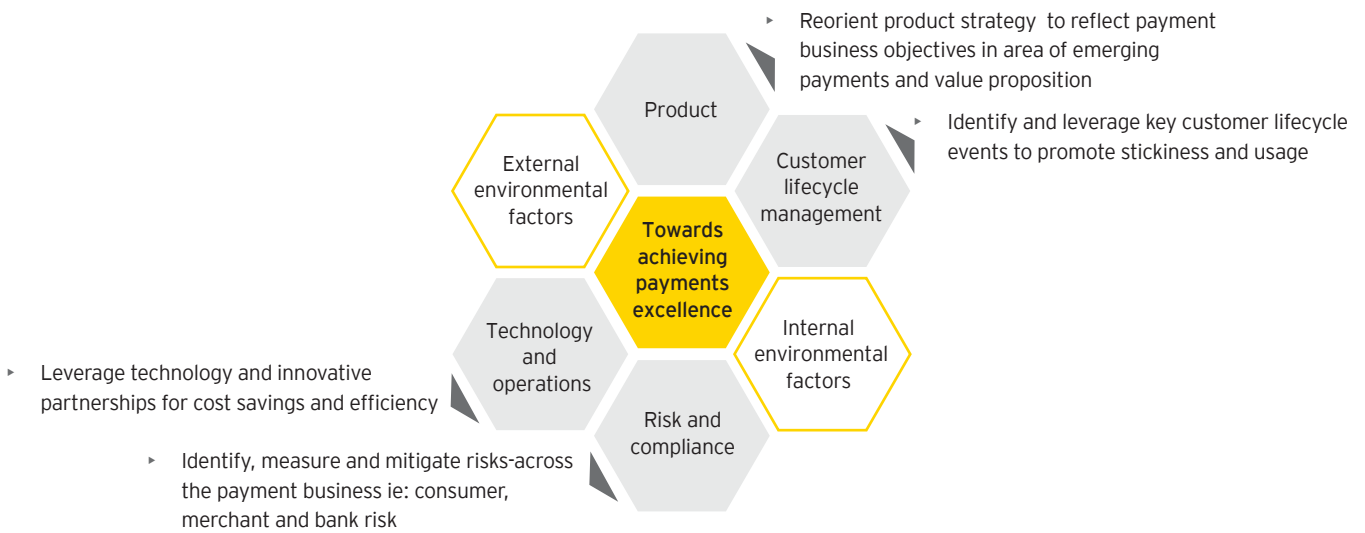 ▸ Reorient product strategy to reflect payment
business objectives in area of emerging
payments and value proposition
Product
▸ Identify and leverage key customer lifecycle
events to promote stickiness and usage
External
environmental
factors
Customer
lifecycle
management
Towards
achieving
payments
excellence
Technology
and
operations
Internal
environmental
factors
▸ Leverage technology and innovative
partnerships for cost savings and efficiency
Risk and
compliance
▸ Identify, measure and mitigate risks-across
the payment business ie: consumer,
merchant and bank risk